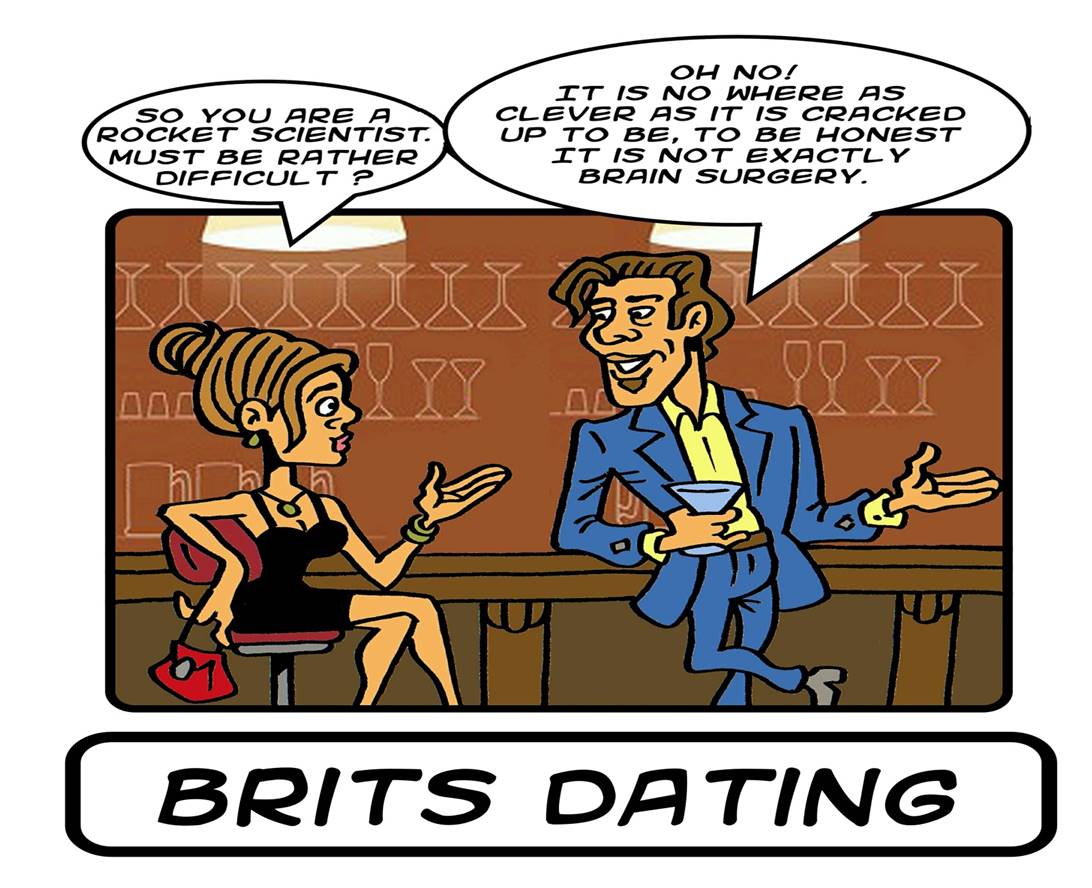 SO YOU ARE A
ROCKET SCIENTIST.
MUST BE RATHER
DIFFICULT ?
OH NO!
IT IS NO WHERE AS
CLEVER AS IT IS CRACKED
UP TO BE, TO BE HONEST
IT IS NOT EXACTLY
BRAIN SURGERY.
BRITS DATING